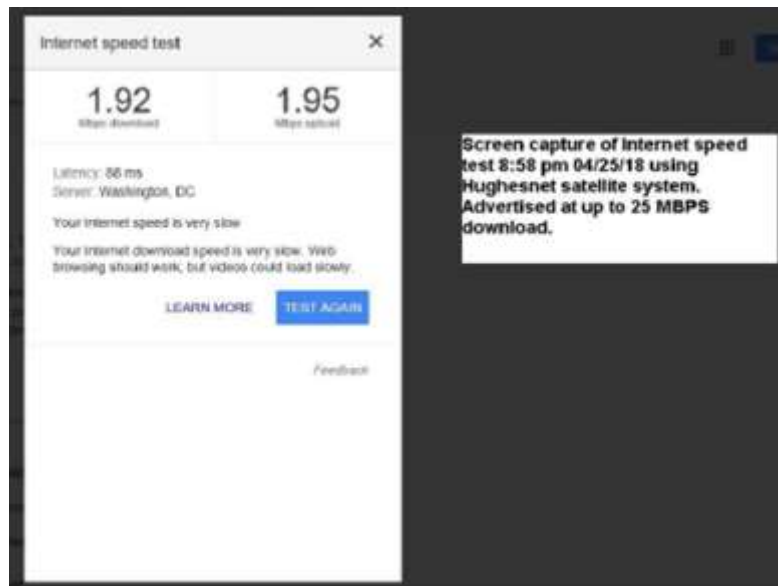 Internet speed test
1.92
Mbps download
1.95
Mbps upload
Latency: 86 ms
Server: Washington, DC
Your Internet speed is very slow
Your Internet download speed is very slow. Web
browsing should work, but videos could load slowly.
LEARN MORE
TEST AGAIN
Feedback
Screen capture of Internet speed
test 8:58 pm 04/25/18 using
Hughesnet satellite system.
Advertised at up to 25 MBPS
download.